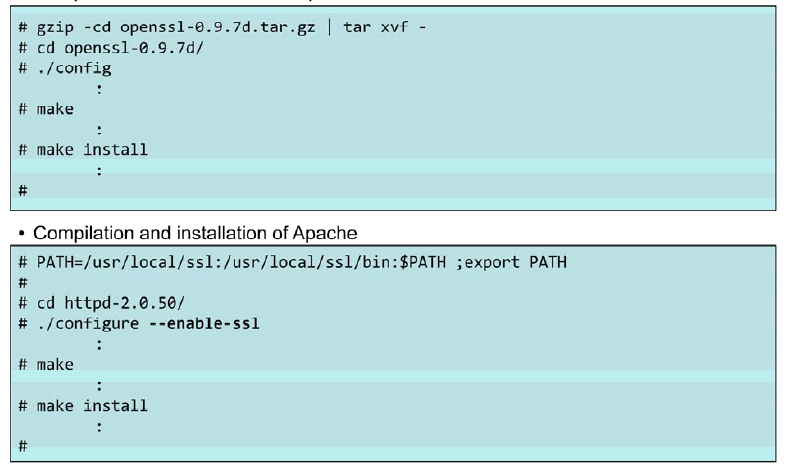 # gzip -cd openssl-0.9.7d.tar.gz | tar xvf -
# cd openssl-0.9.7d/
# ./config
:
# make
:
# make install
:
#
• Compilation and installation of Apache
# PATH=/usr/local/ssl:/usr/local/ssl/bin:$PATH ;export PATH
#
# cd httpd-2.0.50/
# ./configure --enable-ssl
:
# make
:
# make install
:
#